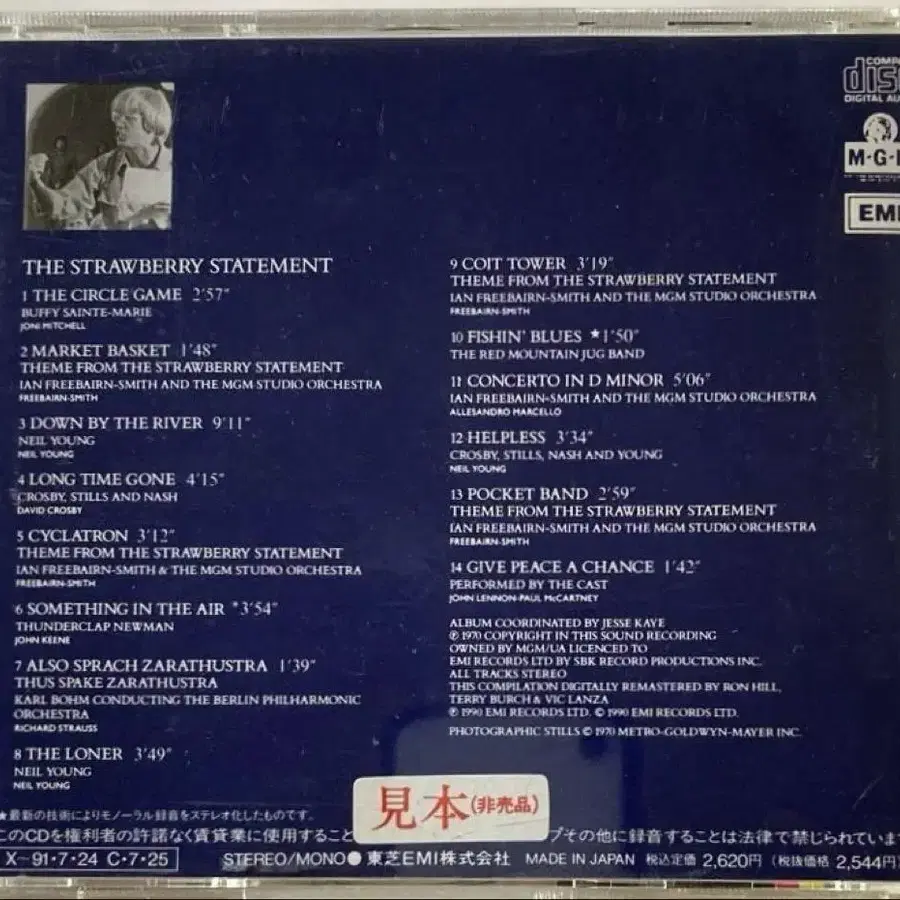 COMPA
DIGITAL AU
M·G·
EMI
THE STRAWBERRY STATEMENT
1 THE CIRCLE GAME 2'57"
BUFFY SAINTE-MARIE
JONI MITCHELL
2 MARKET BASKET 1'48"
THEME FROM THE STRAWBERRY STATEMENT
IAN FREEBAIRN-SMITH AND THE MGM STUDIO ORCHESTRA
FREEBAIRN-SMITH
3 DOWN BY THE RIVER 9'11"
NEIL YOUNG
NEIL YOUNG
4 LONG TIME GONE 4'15"
CROSBY, STILLS AND NASH
DAVID CROSBY
5 CYCLATRON 3'12"
THEME FROM THE STRAWBERRY STATEMENT
IAN FREEBAIRN-SMITH & THE MGM STUDIO ORCHESTRA
FREEBAIRN-SMITH
6 SOMETHING IN THE AIR *3'54"
THUNDERCLAP NEWMAN
JOHN KEENE
7 ALSO SPRACH ZARATHUSTRA 1'39"
THUS SPAKE ZARATHUSTRA
KARL BOHM CONDUCTING THE BERLIN PHILHARMONIC
ORCHESTRA
RICHARD STRAUSS
8 THE LONER 3'49"
NEIL YOUNG
NEIL YOUNG
9 COIT TOWER 3'19"
THEME FROM THE STRAWBERRY STATEMENT
IAN FREEBAIRN-SMITH AND THE MGM STUDIO ORCHESTRA
FREEBAIRN-SMITH
10 FISHIN' BLUES ★1'50"
THE RED MOUNTAIN JUG BAND
11 CONCERTO IN D MINOR 5'06"
IAN FREEBAIRN-SMITH AND THE MGM STUDIO ORCHESTRA
ALLESANDRO MARCELLO
12 HELPLESS 3'34"
CROSBY, STILLS, NASH AND YOUNG
NEIL YOUNG
13 POCKET BAND 2'59"
THEME FROM THE STRAWBERRY STATEMENT
IAN FREEBAIRN-SMITH AND THE MGM STUDIO ORCHESTRA
FREEBAIRN-SMITH
14 GIVE PEACE A CHANCE 1'42"
PERFORMED BY THE CAST
JOHN LENNON-PAUL McCARTNEY
ALBUM COORDINATED BY JESSE KAYE
℗ 1970 COPYRIGHT IN THIS SOUND RECORDING
OWNED BY MGM/UA LICENCED TO
EMI RECORDS LTD BY SBK RECORD PRODUCTIONS INC.
ALL TRACKS STEREO
THIS COMPILATION DIGITALLY REMASTERED BY RON HILL,
TERRY BURCH & VIC LANZA
℗ 1990 EMI RECORDS LTD. © 1990 EMI RECORDS LTD.
PHOTOGRAPHIC STILLS © 1970 METRO-GOLDWYN-MAYER INC.
★最新の技術によりモノーラル録音をステレオ化したものです。
見本(非売品)
このCDを権利者の許諾なく賃貸業に使用すること プその他に録音することは法律で禁じられていま
X-91・7・24 C・7・25 STEREO/MONO● 東芝EMI株式会社 MADE IN JAPAN 税込定価 2,620円 (税抜価格 2,544円)